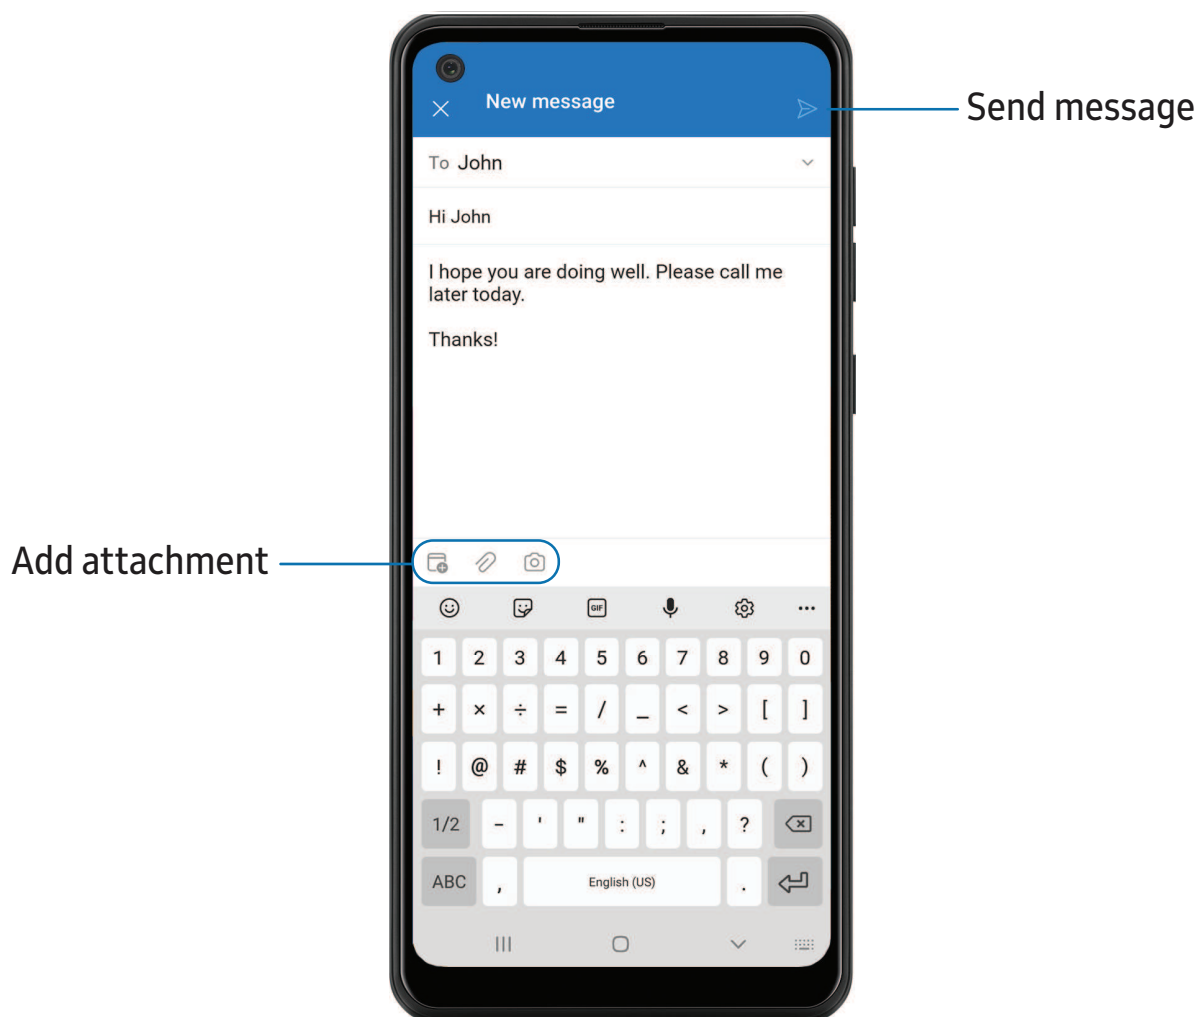 New message
Send message
To John
Hi John
I hope you are doing well. Please call me
later today.
Thanks!
Add attachment
GIF
1 2 3 4 5 6 7 8 9 0
+ × ÷ = / _ < > [ ]
! @ # $ % ^ & * ( )
1/2 - ' " : ; , ?
ABC , English (US) .